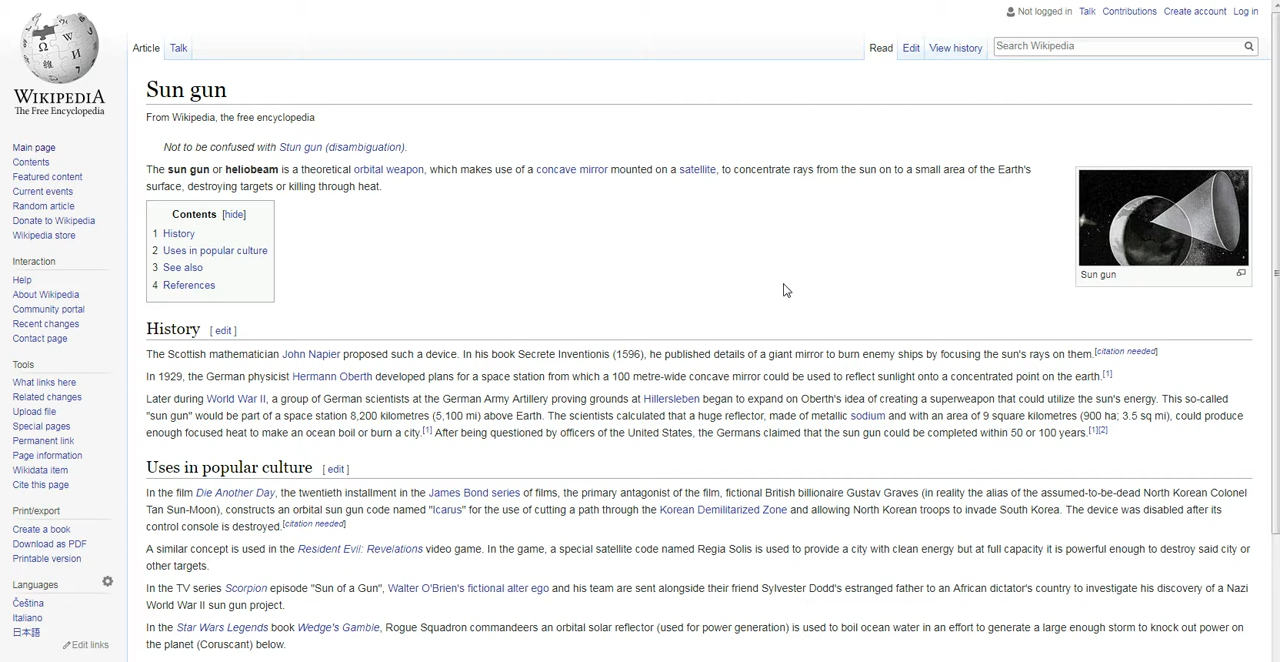 Not logged in Talk Contributions Create account Log in
WIKIPEDIA
The Free Encyclopedia
Article Talk
Read Edit View history Search Wikipedia
Main page
Contents
Featured content
Current events
Random article
Donate to Wikipedia
Wikipedia store
Interaction
Help
About Wikipedia
Community portal
Recent changes
Contact page
Tools
What links here
Related changes
Upload file
Special pages
Permanent link
Page information
Wikidata item
Cite this page
Print/export
Create a book
Download as PDF
Printable version
Languages
Čeština
Italiano
日本語
Edit links
Sun gun
From Wikipedia, the free encyclopedia
Not to be confused with Stun gun (disambiguation).
The sun gun or heliobeam is a theoretical orbital weapon, which makes use of a concave mirror mounted on a satellite, to concentrate rays from the sun on to a small area of the Earth's
surface, destroying targets or killing through heat.
Sun gun
Contents [hide]
1 History
2 Uses in popular culture
3 See also
4 References
History [ edit ]
The Scottish mathematician John Napier proposed such a device. In his book Secrete Inventionis (1596), he published details of a giant mirror to burn enemy ships by focusing the sun's rays on them.[citation needed]
In 1929, the German physicist Hermann Oberth developed plans for a space station from which a 100 metre-wide concave mirror could be used to reflect sunlight onto a concentrated point on the earth.[1]
Later during World War II, a group of German scientists at the German Army Artillery proving grounds at Hillersleben began to expand on Oberth's idea of creating a superweapon that could utilize the sun's energy. This so-called
"sun gun" would be part of a space station 8,200 kilometres (5,100 mi) above Earth. The scientists calculated that a huge reflector, made of metallic sodium and with an area of 9 square kilometres (900 ha; 3.5 sq mi), could produce
enough focused heat to make an ocean boil or burn a city.[1] After being questioned by officers of the United States, the Germans claimed that the sun gun could be completed within 50 or 100 years.[1][2]
Uses in popular culture [ edit ]
In the film Die Another Day, the twentieth installment in the James Bond series of films, the primary antagonist of the film, fictional British billionaire Gustav Graves (in reality the alias of the assumed-to-be-dead North Korean Colonel
Tan Sun-Moon), constructs an orbital sun gun code named "Icarus" for the use of cutting a path through the Korean Demilitarized Zone and allowing North Korean troops to invade South Korea. The device was disabled after its
control console is destroyed.[citation needed]
A similar concept is used in the Resident Evil: Revelations video game. In the game, a special satellite code named Regia Solis is used to provide a city with clean energy but at full capacity it is powerful enough to destroy said city or
other targets.
In the TV series Scorpion episode "Sun of a Gun", Walter O'Brien's fictional alter ego and his team are sent alongside their friend Sylvester Dodd's estranged father to an African dictator's country to investigate his discovery of a Nazi
World War II sun gun project.
In the Star Wars Legends book Wedge's Gamble, Rogue Squadron commandeers an orbital solar reflector (used for power generation) is used to boil ocean water in an effort to generate a large enough storm to knock out power on
the planet (Coruscant) below.